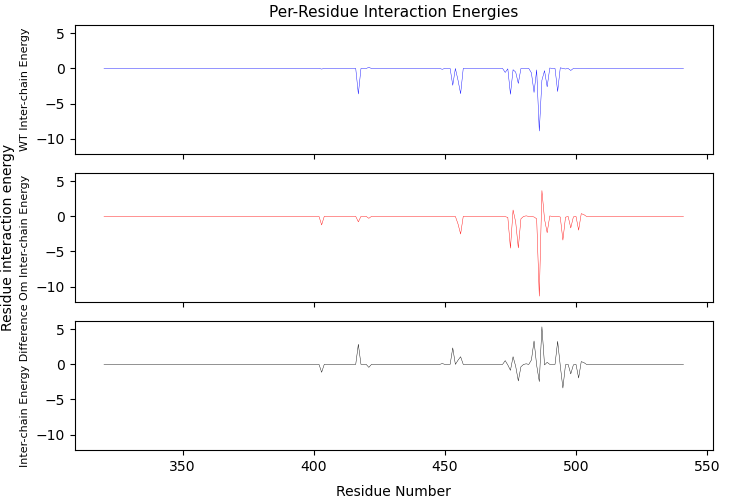 Per-Residue Interaction Energies
Residue interaction energy
WT Inter-chain Energy
5
0
−5
−10
Om Inter-chain Energy
5
0
−5
−10
Inter-chain Energy Difference
5
0
−5
−10
350
400
450
500
550
Residue Number